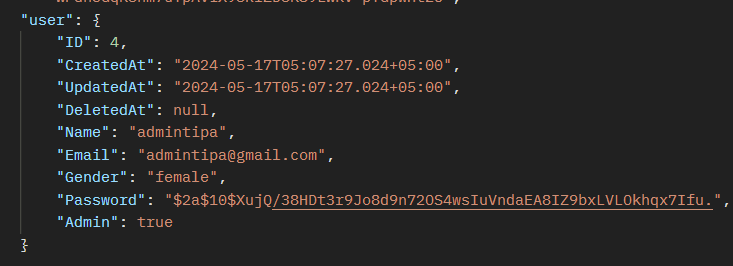 "user": {
"ID": 4,
"CreatedAt": "2024-05-17T05:07:27.024+05:00",
"UpdatedAt": "2024-05-17T05:07:27.024+05:00",
"DeletedAt": null,
"Name": "admintipa",
"Email": "admintipa@gmail.com",
"Gender": "female",
"Password": "$2a$10$XujQ/38HDt3r9Jo8d9n72OS4wsIuVndaEA8IZ9bxLVLOkhqx7Ifu.",
"Admin": true
}